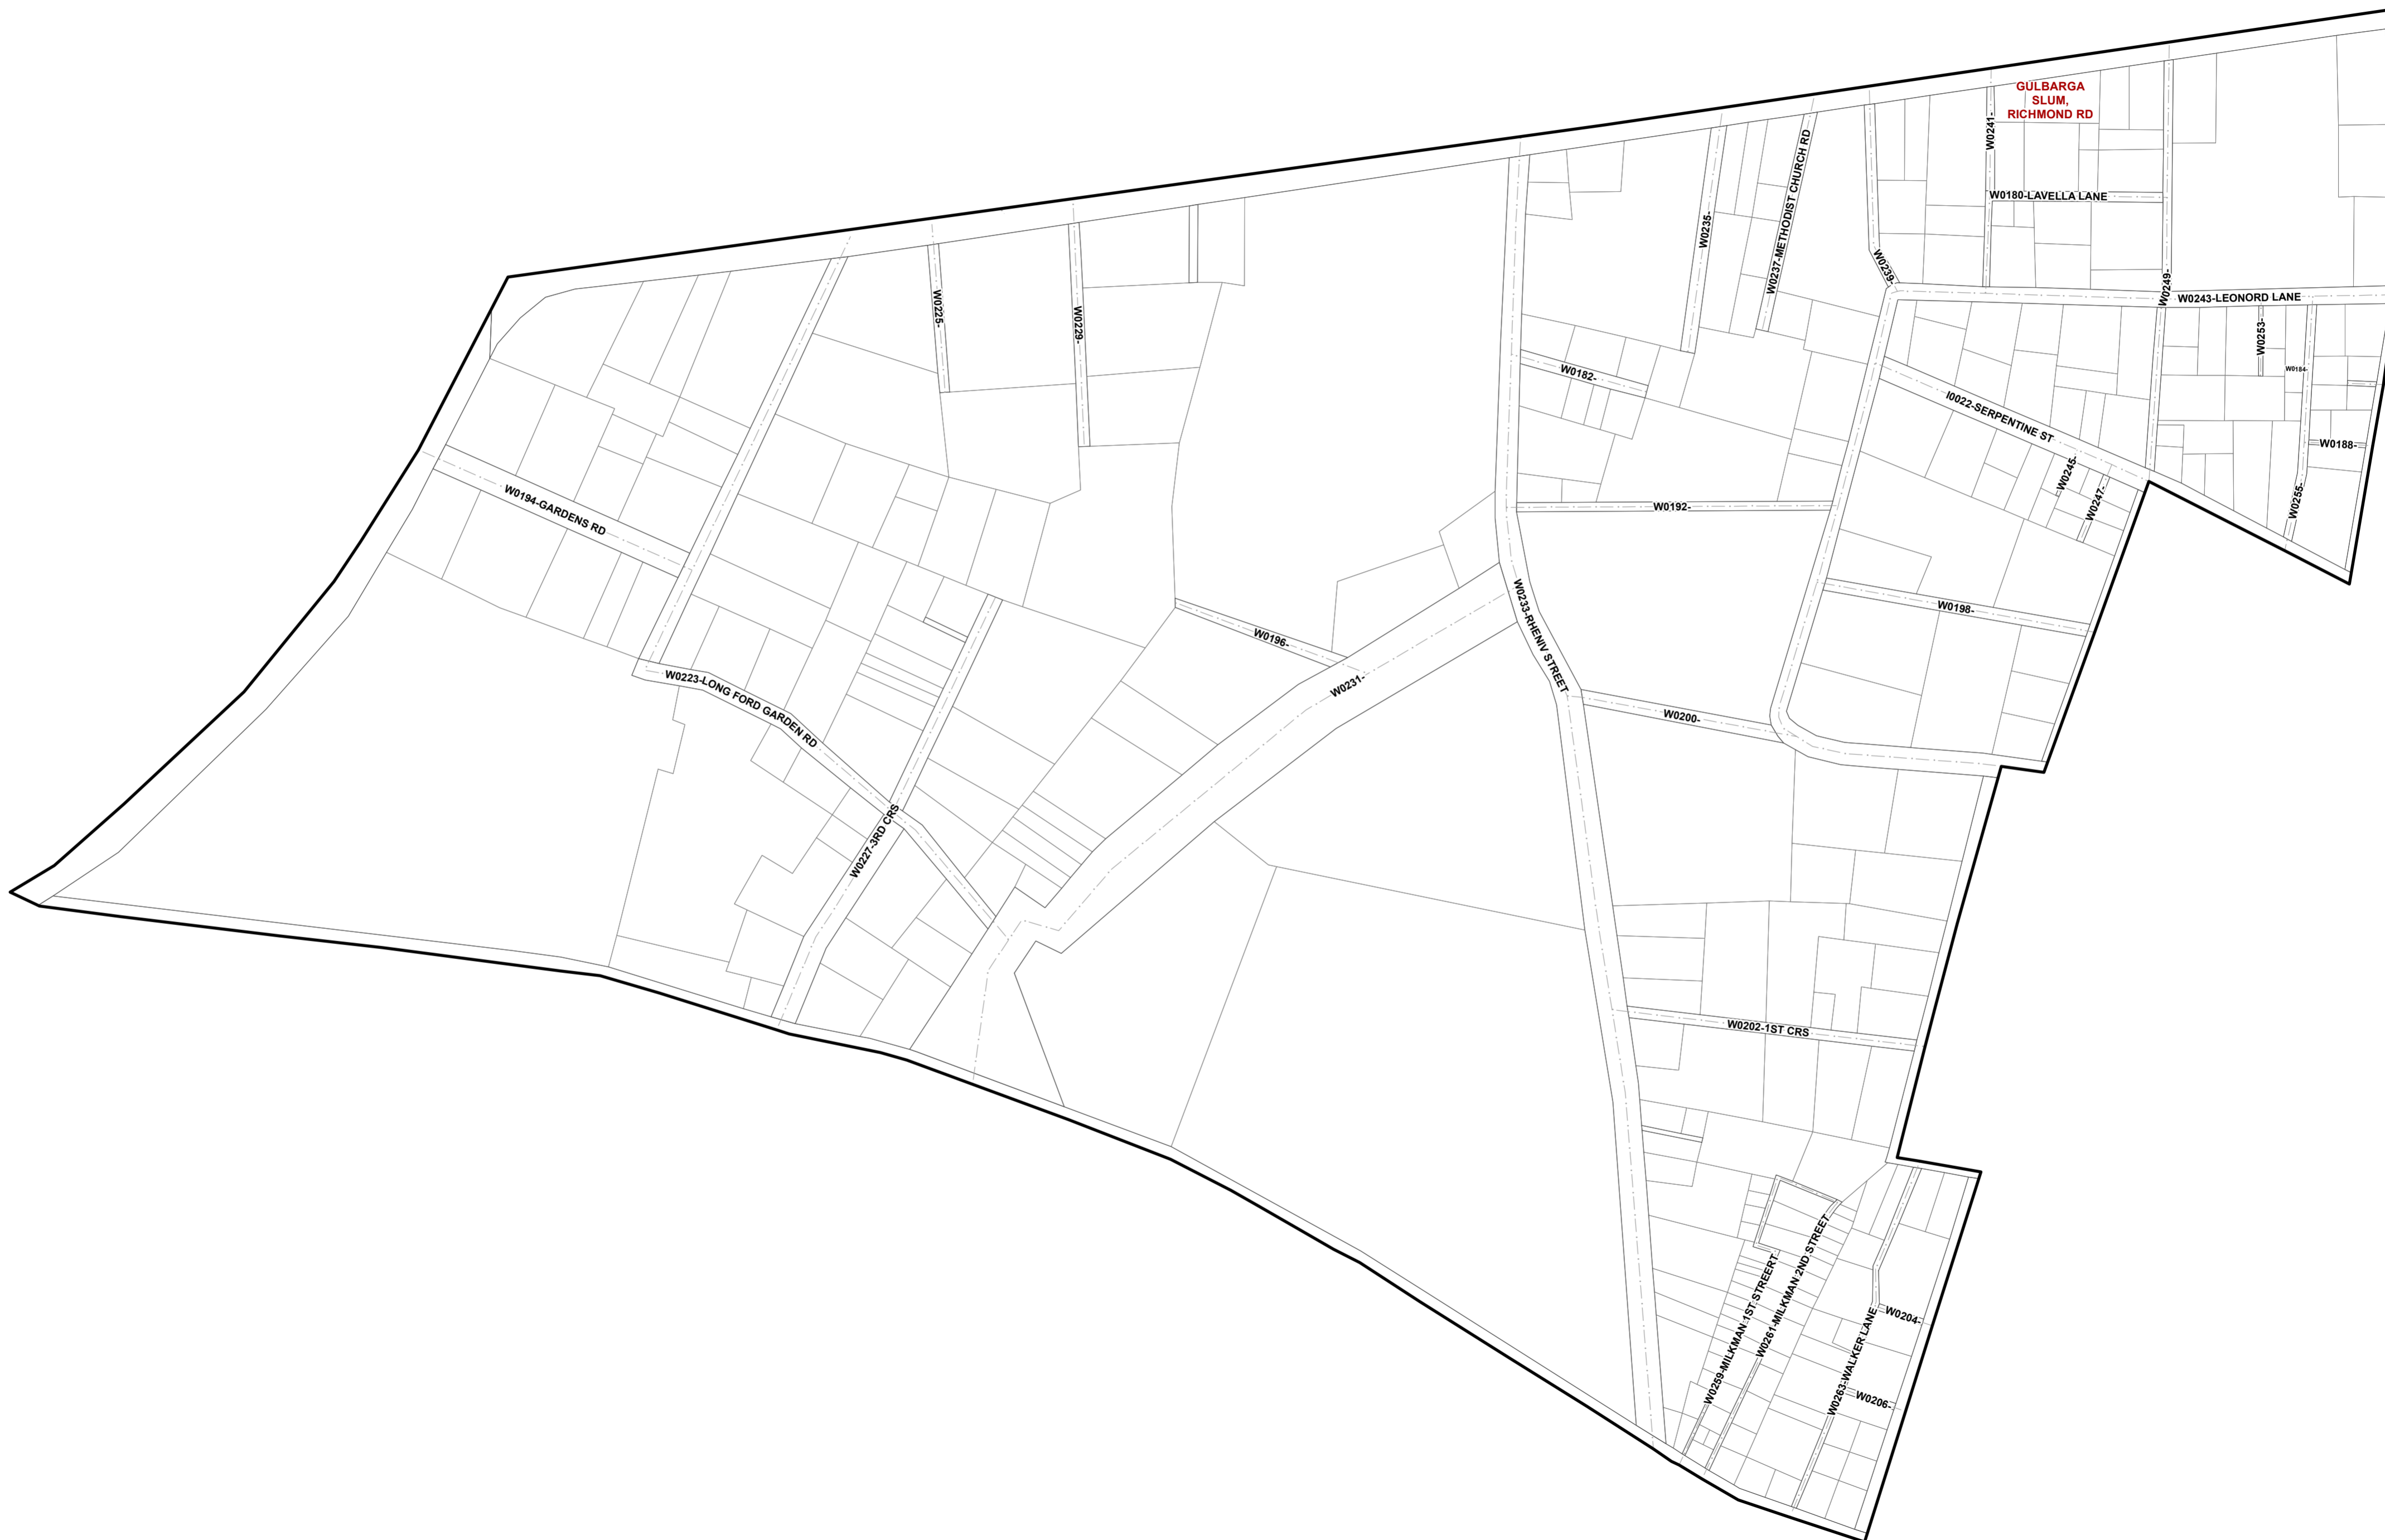 GULBARGA
SLUM,
RICHMOND RD
W0241-
W0237-METHODIST CHURCH RD
W0180-LAVELLA LANE
W0235-
W0239-
W0249-
W0243-LEONORD LANE
W0225-
W0229-
W0253-
W0184-
W0182-
I0022-SERPENTINE ST
W0188-
W0245-
W0247-
W0255-
W0194-GARDENS RD
W0192-
W0198-
W0196-
W0233-RHENIV STREET
W0231-
W0223-LONG FORD GARDEN RD
W0200-
W0227-3RD CRS
W0202-1ST CRS
W0259-MILKMAN 1ST STREERT
W0261-MILKMAN 2ND STREET
W0204-
W0263-WALKER LANE
W0206-